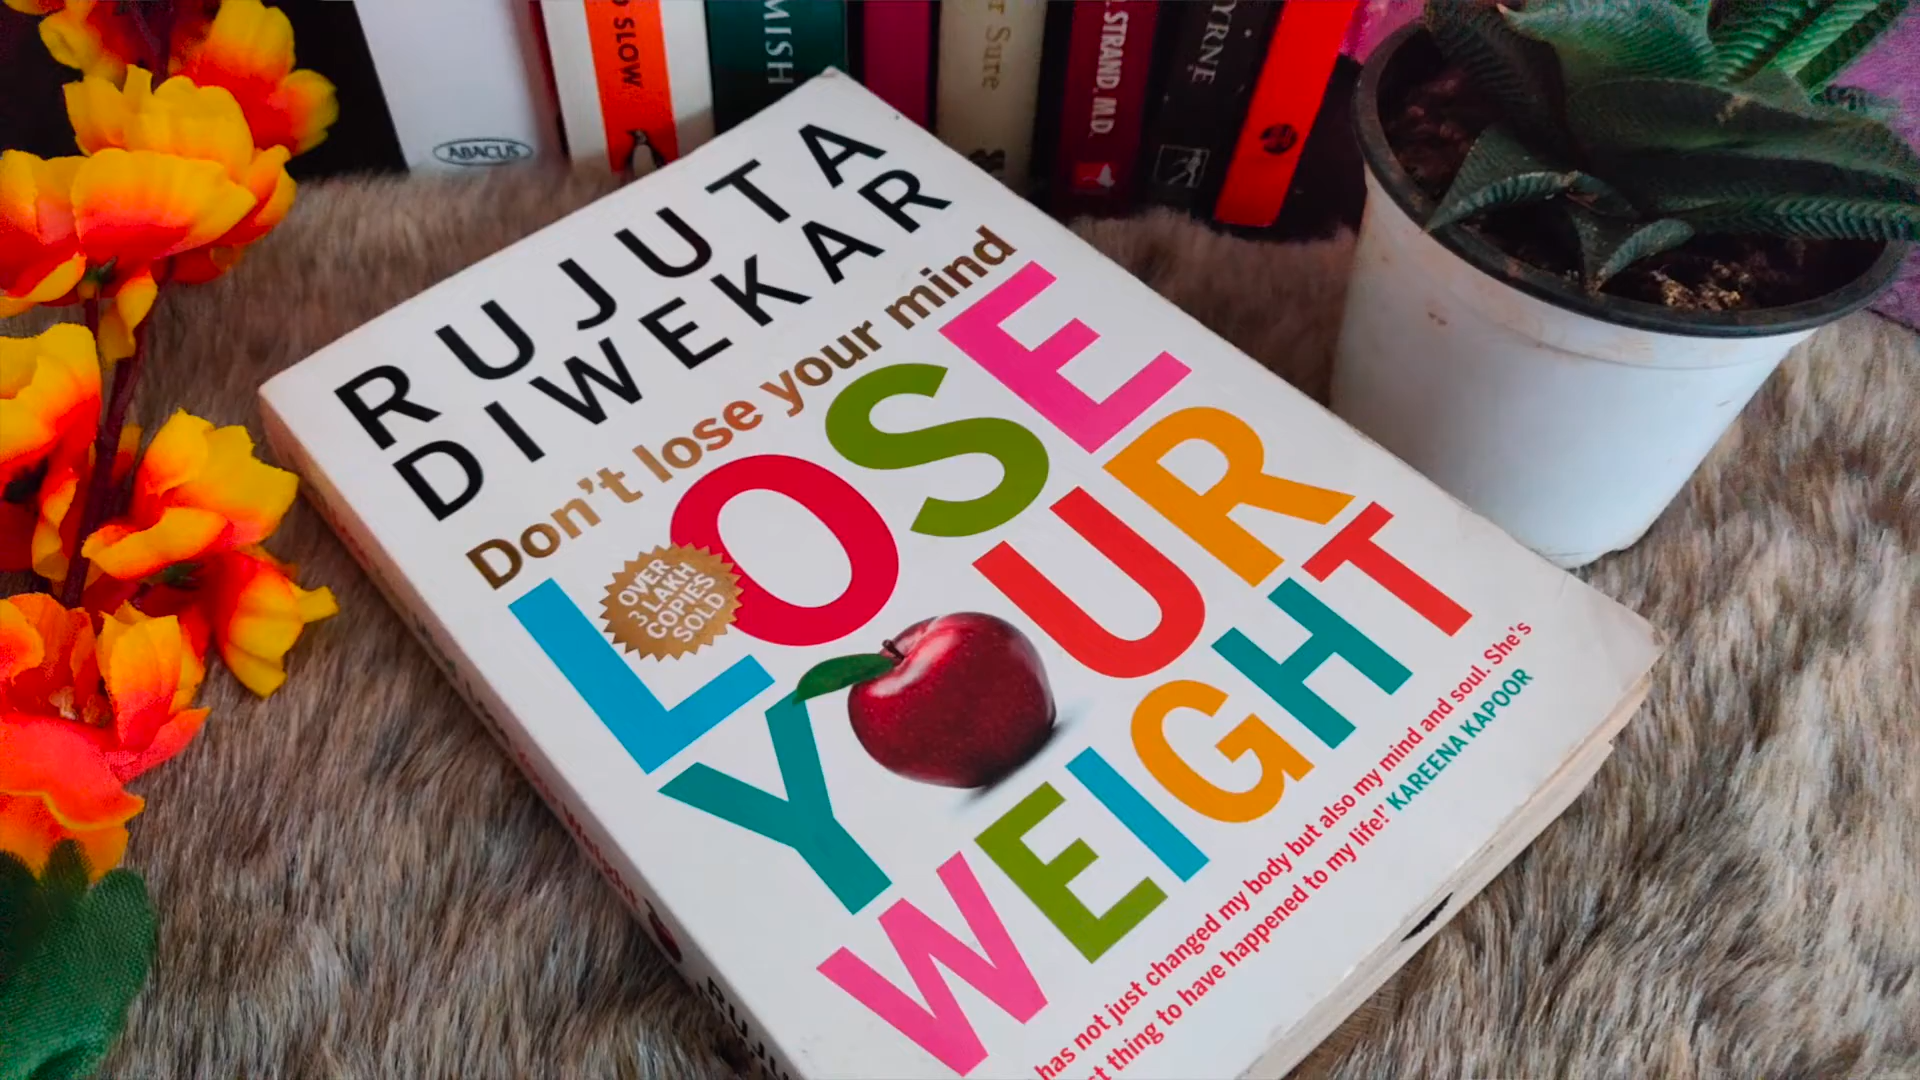 SLOW
MISH
r Sure
STRAND, M.D.
YRNE
ABACUS
RUJUTA
DIWEKAR
Don't lose your mind
LOSE
YOUR
WEIGHT
OVER
3 LAKH
COPIES
SOLD
has not just changed my body but also my mind and soul. She's
st thing to have happened to my life!' KAREENA KAPOOR